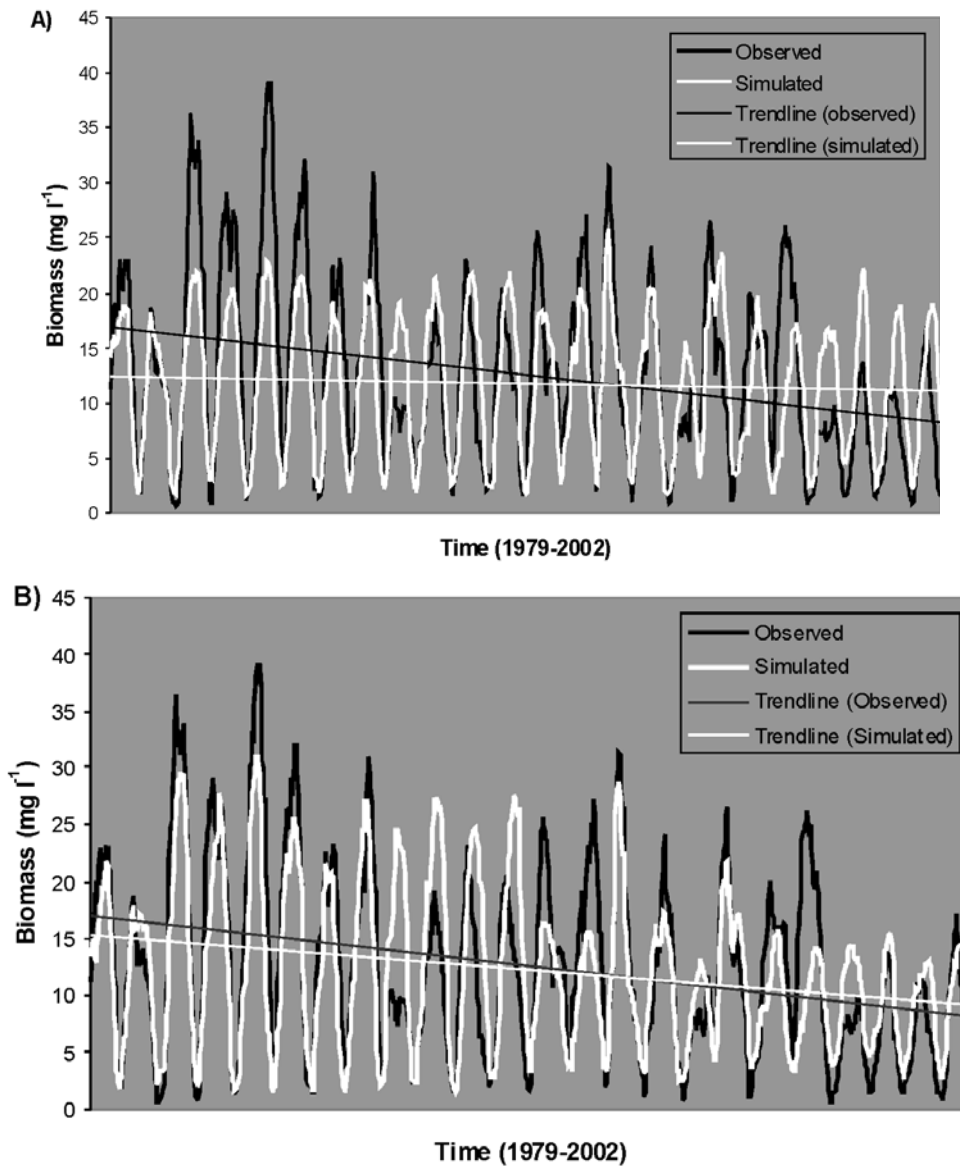 A)
45
40
35
30
25
20
15
10
5
0
Biomass (mg l⁻¹)
Observed
Simulated
Trendline (observed)
Trendline (simulated)
Time (1979-2002)
B)
45
40
35
30
25
20
15
10
5
0
Biomass (mg l⁻¹)
Observed
Simulated
Trendline (Observed)
Trendline (Simulated)
Time (1979-2002)